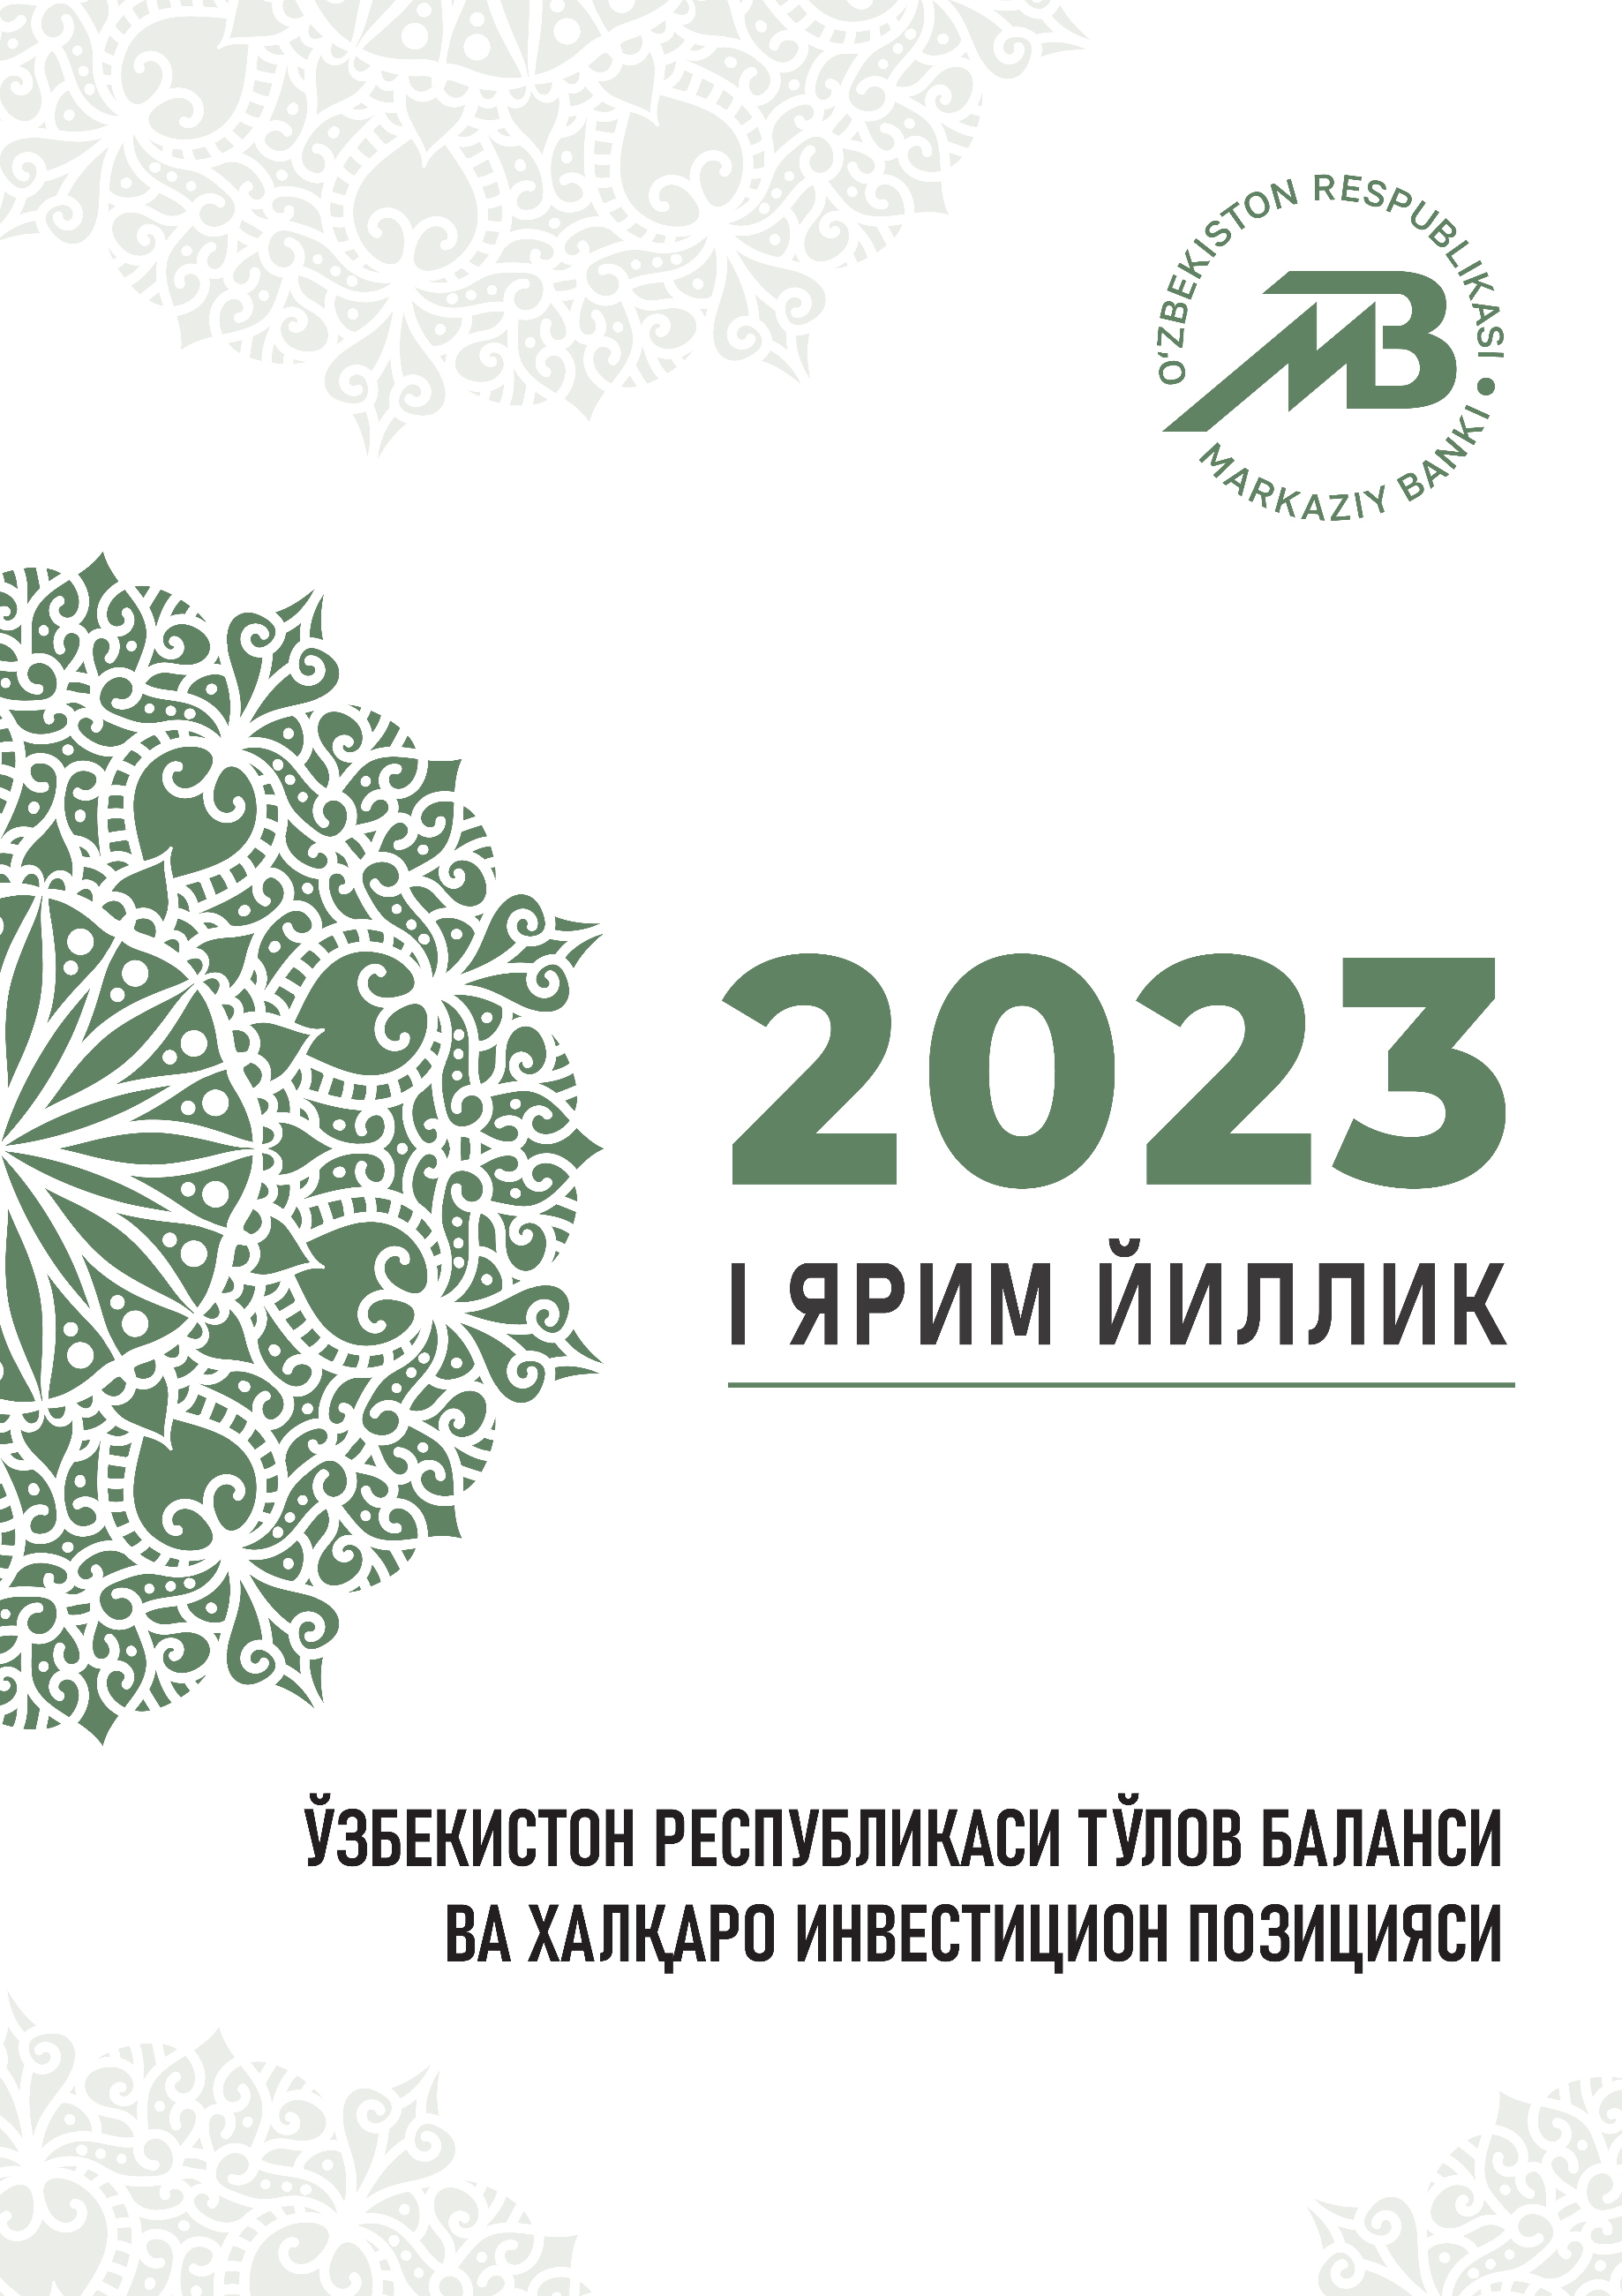 O‘ZBEKISTON RESPUBLIKASI •
MARKAZIY BANKI
2023
I ЯРИМ ЙИЛЛИК
ЎЗБЕКИСТОН РЕСПУБЛИКАСИ ТЎЛОВ БАЛАНСИ
ВА ХАЛҚАРО ИНВЕСТИЦИОН ПОЗИЦИЯСИ